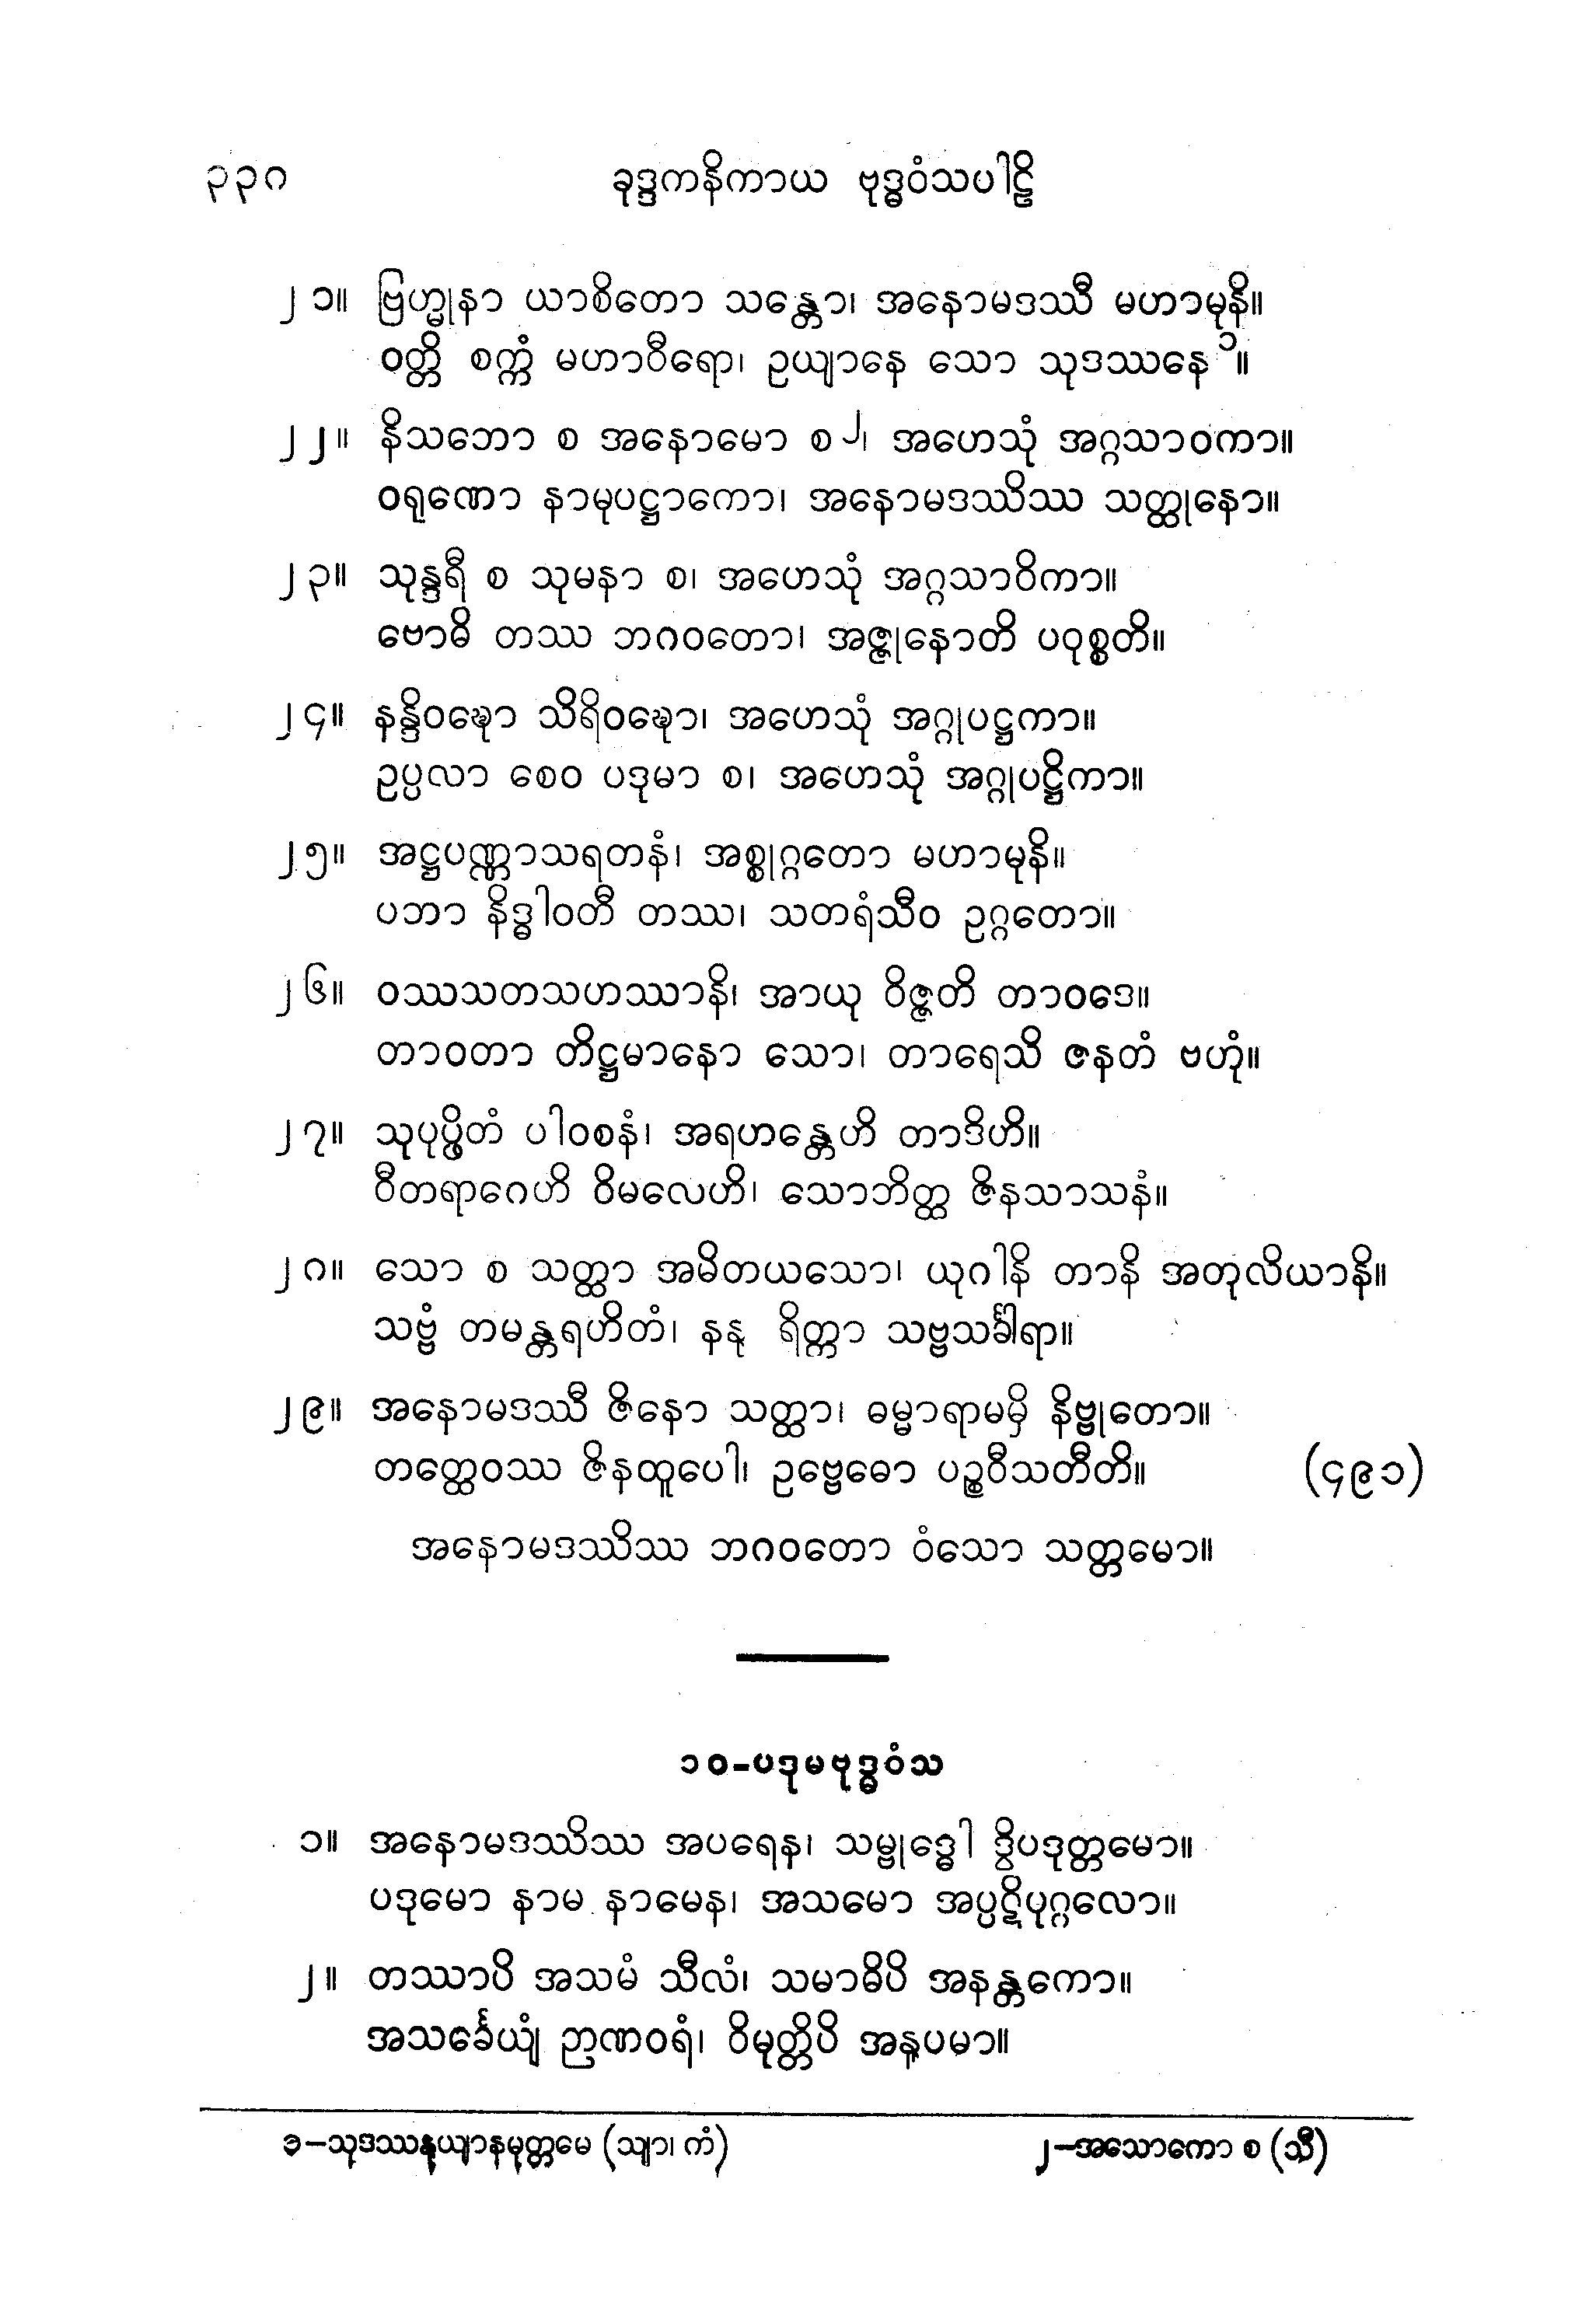 ၃၃၈ ခုဒ္ဒကနိကာယ ဗုဒ္ဓဝံသပါဠိ
၂၁။ ဗြဟ္မုနာ ယာစိတော သန္တော၊ အနောမဒဿီ မဟာမုနိ။
ဝတ္တိ စက္ကံ မဟာဝီရော၊ ဥယျာနေ သော သုဒဿနေ ၁။
၂၂။ နိသဘော စ အနောမော စ ၂၊ အဟေသုံ အဂ္ဂသာဝကာ။
ဝရုဏော နာမုပဋ္ဌာကော၊ အနောမဒဿိဿ သတ္ထုနော။
၂၃။ သုန္ဒရီ စ သုမနာ စ၊ အဟေသုံ အဂ္ဂသာဝိကာ။
ဗောဓိ တဿ ဘဂဝတော၊ အဇ္ဇုနောတိ ပဝုစ္စတိ။
၂၄။ နန္ဒိဝဍ္ဎော သိရိဝဍ္ဎော၊ အဟေသုံ အဂ္ဂုပဋ္ဌကာ။
ဥပ္ပလာ စေဝ ပဒုမာ စ၊ အဟေသုံ အဂ္ဂုပဋ္ဌိကာ။
၂၅။ အဋ္ဌပဏ္ဏာသရတနံ၊ အစ္စုဂ္ဂတော မဟာမုနိ။
ပဘာ နိဒ္ဓါဝတီ တဿ၊ သတရံသီဝ ဥဂ္ဂတော။
၂၆။ ဝဿသတသဟဿာနိ၊ အာယု ဝိဇ္ဇတိ တာဝဒေ။
တာဝတာ တိဋ္ဌမာနော သော၊ တာရေသိ ဇနတံ ဗဟုံ။
၂၇။ သုပုပ္ဖိတံ ပါဝစနံ၊ အရဟန္တေဟိ တာဒိဟိ။
ဝီတရာဂေဟိ ဝိမလေဟိ၊ သောဘိတ္ထ ဇိနသာသနံ။
၂၈။ သော စ သတ္ထာ အမိတယသော၊ ယုဂါနိ တာနိ အတုလိယာနိ။
သဗ္ဗံ တမန္တရဟိတံ၊ နနု ရိတ္တာ သဗ္ဗသင်္ခါရာ။
၂၉။ အနောမဒဿီ ဇိနော သတ္ထာ၊ ဓမ္မာရာမမှိ နိဗ္ဗုတော။
တတ္ထေဝဿ ဇိနထူပေါ၊ ဥဗ္ဗေဓော ပဉ္စဝီသတီတိ။ (၄၉၁)
အနောမဒဿိဿ ဘဂဝတော ဝံသော သတ္တမော။
၁၀-ပဒုမဗုဒ္ဓဝံသ
၁။ အနောမဒဿိဿ အပရေန၊ သမ္ဗုဒ္ဓေါ ဒွိပဒုတ္တမော။
ပဒုမော နာမ နာမေန၊ အသမော အပ္ပဋိပုဂ္ဂလော။
၂။ တဿာပိ အသမံ သီလံ၊ သမာဓိပိ အနန္တကော။
အသင်္ခေယျံ ဉာဏဝရံ၊ ဝိမုတ္တိပိ အနူပမာ။
၁–သုဒဿနုယျာနမုတ္တမေ (သျာ၊ ကံ) ၂–အသောကော စ (သီ)